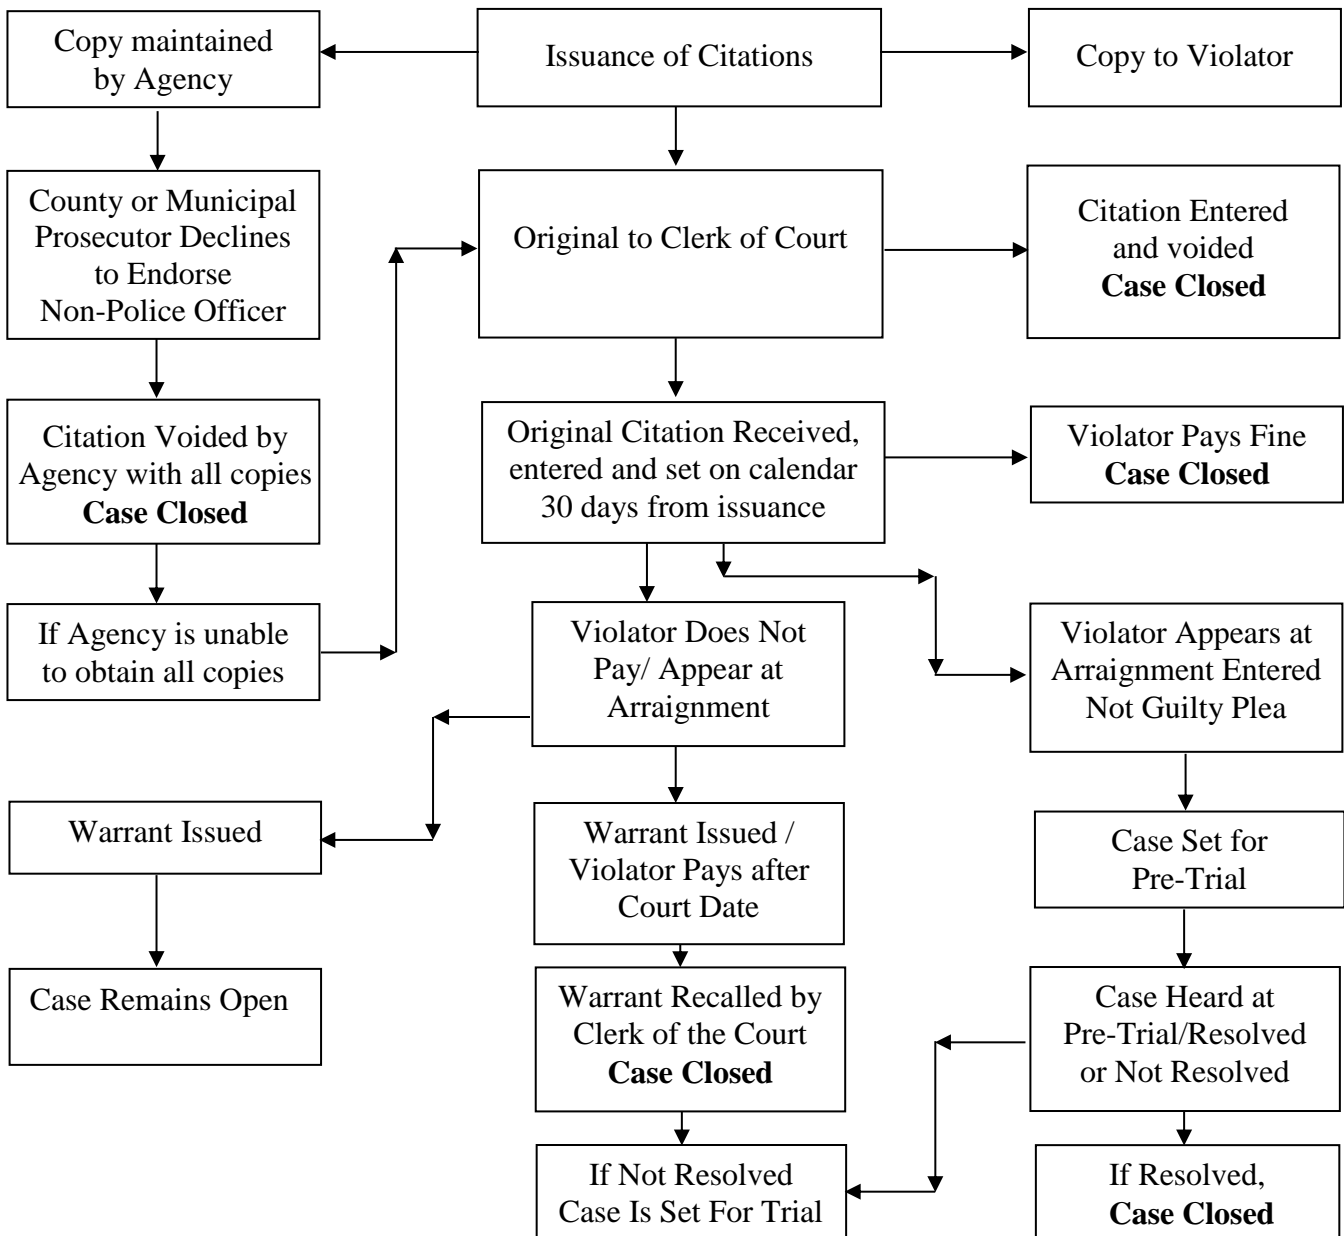 Copy maintained
by Agency
Issuance of Citations
Copy to Violator
County or Municipal
Prosecutor Declines
to Endorse
Non-Police Officer
Original to Clerk of Court
Citation Entered
and voided
Case Closed
Citation Voided by
Agency with all copies
Case Closed
Original Citation Received,
entered and set on calendar
30 days from issuance
Violator Pays Fine
Case Closed
If Agency is unable
to obtain all copies
Violator Does Not
Pay/ Appear at
Arraignment
Violator Appears at
Arraignment Entered
Not Guilty Plea
Warrant Issued
Warrant Issued /
Violator Pays after
Court Date
Case Set for
Pre-Trial
Case Remains Open
Warrant Recalled by
Clerk of the Court
Case Closed
Case Heard at
Pre-Trial/Resolved
or Not Resolved
If Not Resolved
Case Is Set For Trial
If Resolved,
Case Closed